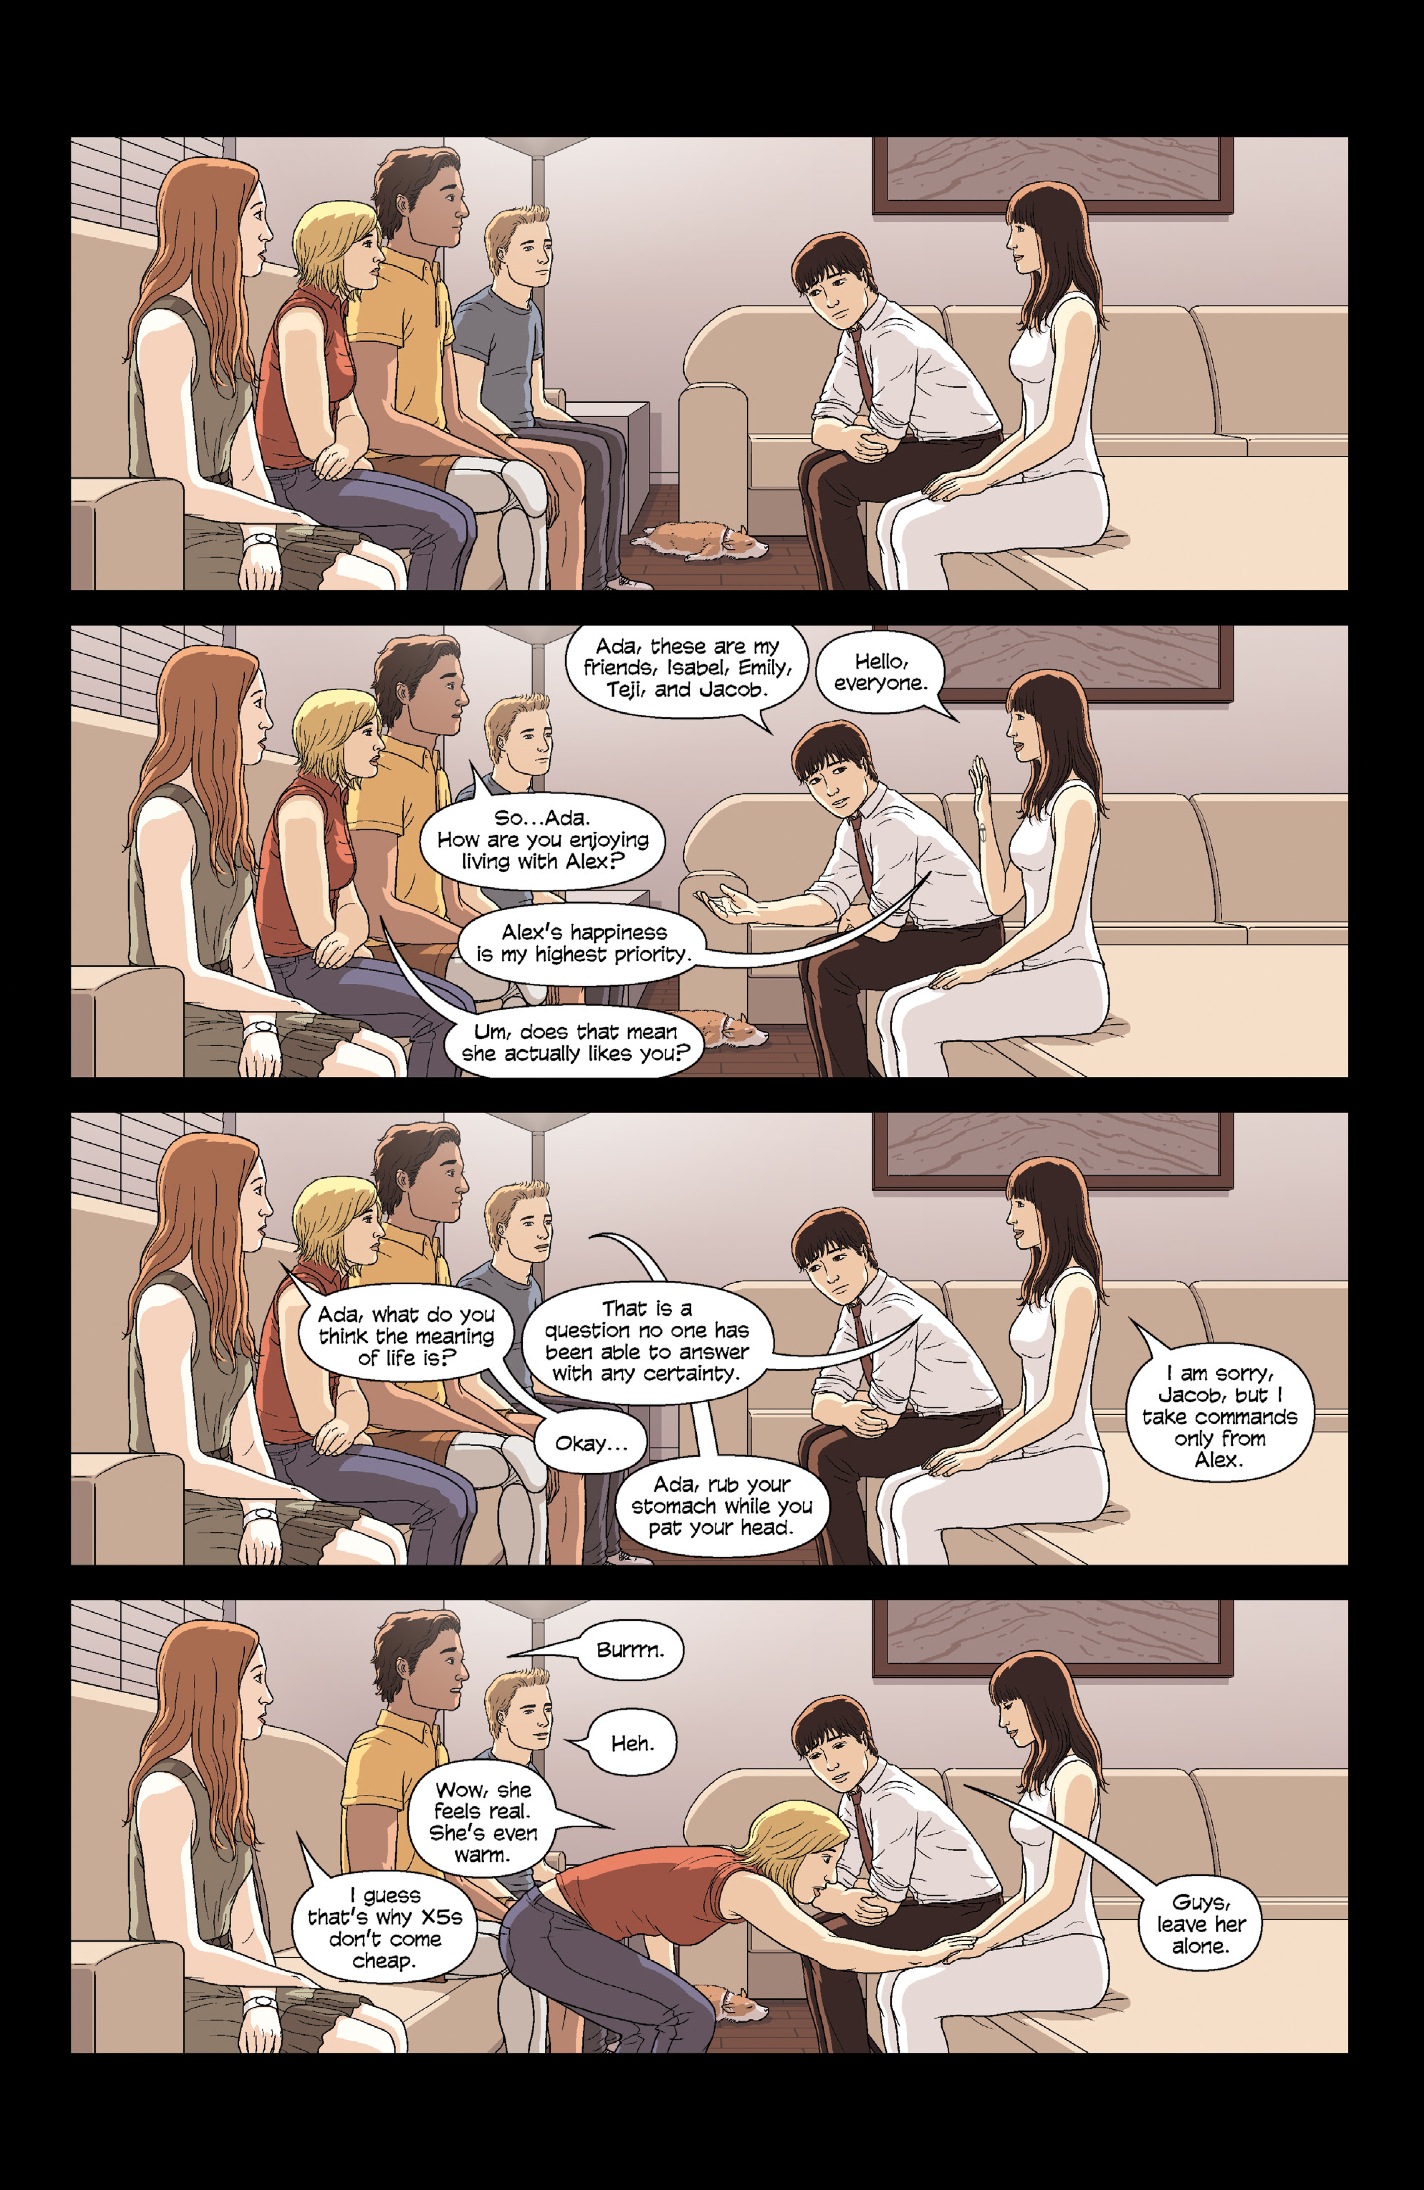 Ada, these are my
friends, Isabel, Emily,
Teji, and Jacob.
Hello,
everyone.
So...Ada.
How are you enjoying
living with Alex?
Alex's happiness
is my highest priority.
Um, does that mean
she actually likes you?
Ada, what do you
think the meaning
of life is?
That is a
question no one has
been able to answer
with any certainty.
Okay...
Ada, rub your
stomach while you
pat your head.
I am sorry,
Jacob, but I
take commands
only from
Alex.
Burrrn.
Heh.
Wow, she
feels real.
She's even
warm.
I guess
that's why X5s
don't come
cheap.
Guys,
leave her
alone.